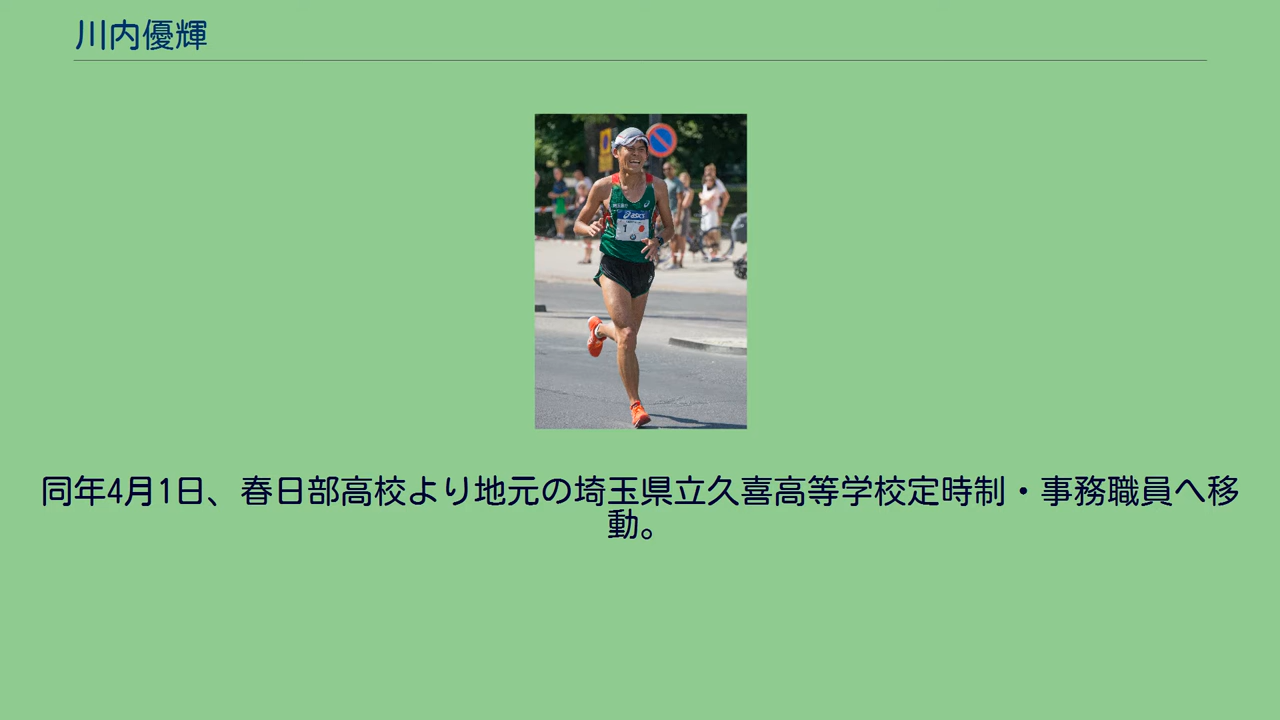 川内優輝
asics
1
同年4月1日、春日部高校より地元の埼玉県立久喜高等学校定時制・事務職員へ移
動。